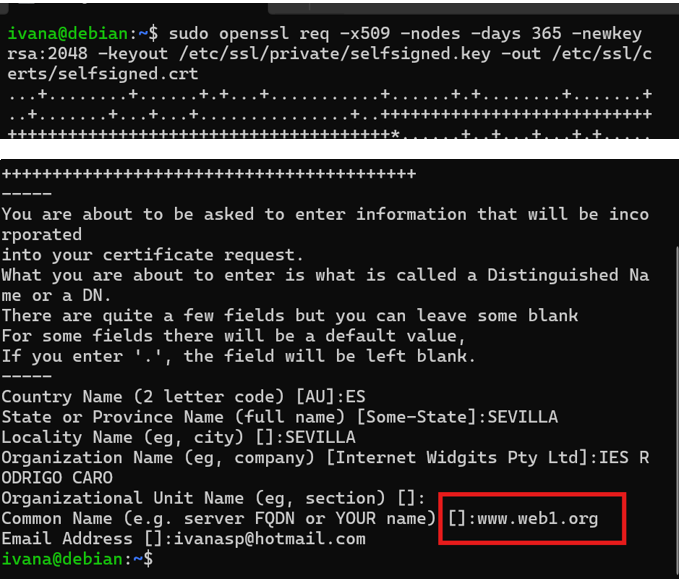 ivana@debian:~$ sudo openssl req -x509 -nodes -days 365 -newkey
rsa:2048 -keyout /etc/ssl/private/selfsigned.key -out /etc/ssl/c
erts/selfsigned.crt
...+........+......+.+...+...........+......+.+........+.......+
..+.......+...+...+...............+..+++++++++++++++++++++++++++
++++++++++++++++++++++++++++++++++++++*......+..+...+...+.+.....
+++++++++++++++++++++++++++++++++++++++++
-----
You are about to be asked to enter information that will be inco
rporated
into your certificate request.
What you are about to enter is what is called a Distinguished Na
me or a DN.
There are quite a few fields but you can leave some blank
For some fields there will be a default value,
If you enter '.', the field will be left blank.
-----
Country Name (2 letter code) [AU]:ES
State or Province Name (full name) [Some-State]:SEVILLA
Locality Name (eg, city) []:SEVILLA
Organization Name (eg, company) [Internet Widgits Pty Ltd]:IES R
ODRIGO CARO
Organizational Unit Name (eg, section) []:
Common Name (e.g. server FQDN or YOUR name) []:www.web1.org
Email Address []:ivanasp@hotmail.com
ivana@debian:~$